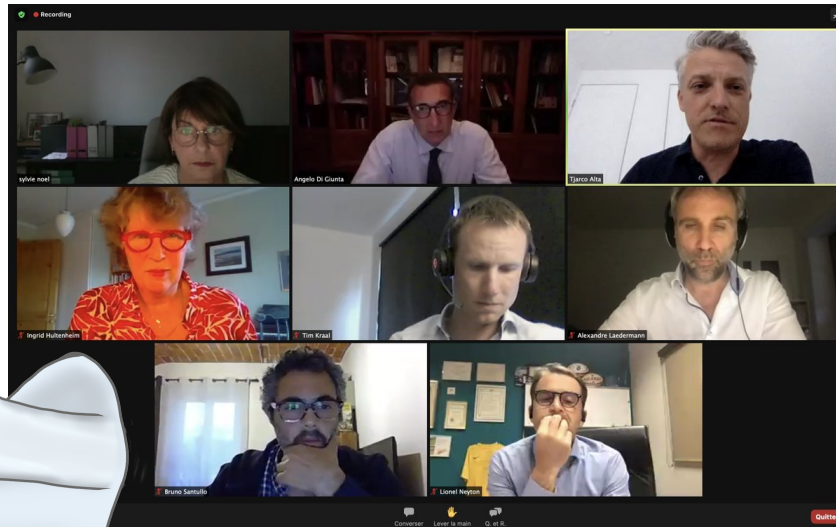 Recording
sylvie noel
Angelo Di Giunta
Tjarco Alta
Ingrid Hultenheim
Tim Kraal
Alexandre Laedermann
Bruno Santullo
Lionel Neyton
Converser
Lever la main
Q. et R.